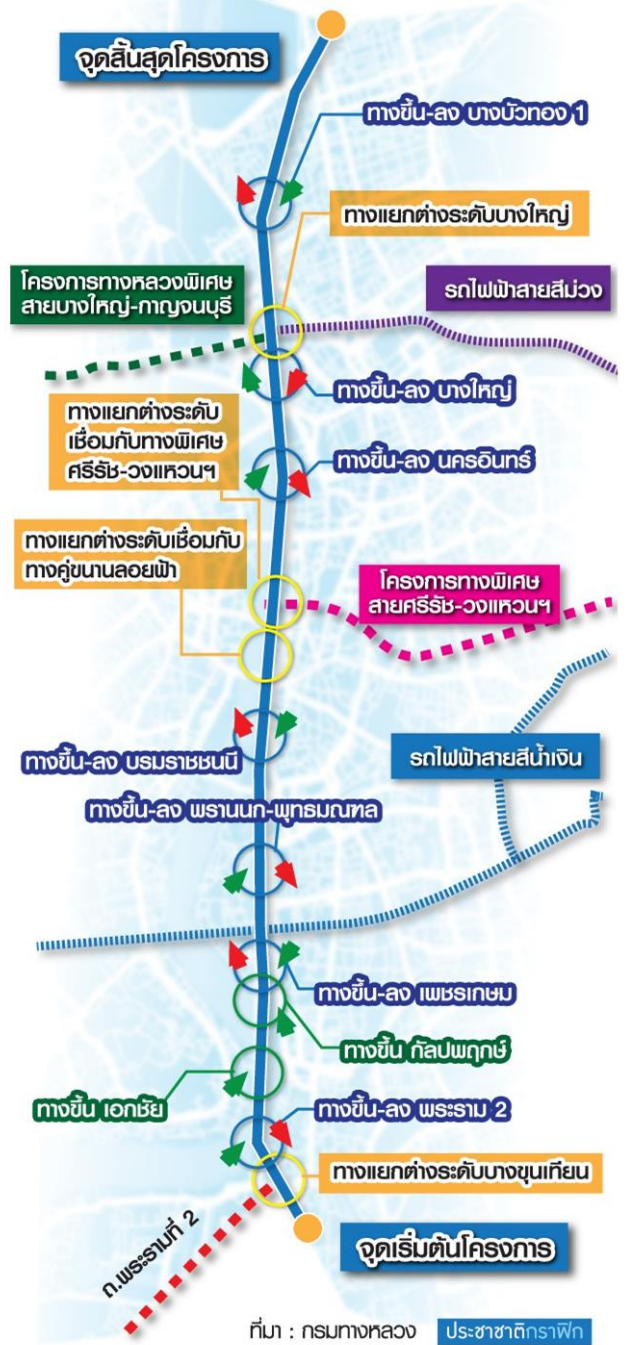 จุดสิ้นสุดโครงการ
ทางขึ้น-ลง บางบัวทอง 1
ทางแยกต่างระดับบางใหญ่
โครงการทางหลวงพิเศษ
สายบางใหญ่-กาญจนบุรี
รถไฟฟ้าสายสีม่วง
ทางขึ้น-ลง บางใหญ่
ทางแยกต่างระดับ
เชื่อมกับทางพิเศษ
ศรีรัช-วงแหวนฯ
ทางขึ้น-ลง นครอินทร์
ทางแยกต่างระดับเชื่อมกับ
ทางคู่ขนานลอยฟ้า
โครงการทางพิเศษ
สายศรีรัช-วงแหวนฯ
ทางขึ้น-ลง บรมราชชนนี
รถไฟฟ้าสายสีน้ำเงิน
ทางขึ้น-ลง พรานนก-พุทธมณฑล
ทางขึ้น-ลง เพชรเกษม
ทางขึ้น กัลปพฤกษ์
ทางขึ้น เอกชัย
ทางขึ้น-ลง พระราม 2
ทางแยกต่างระดับบางขุนเทียน
ถ.พระรามที่ 2
จุดเริ่มต้นโครงการ
ที่มา : กรมทางหลวง
ประชาชาติกราฟิก